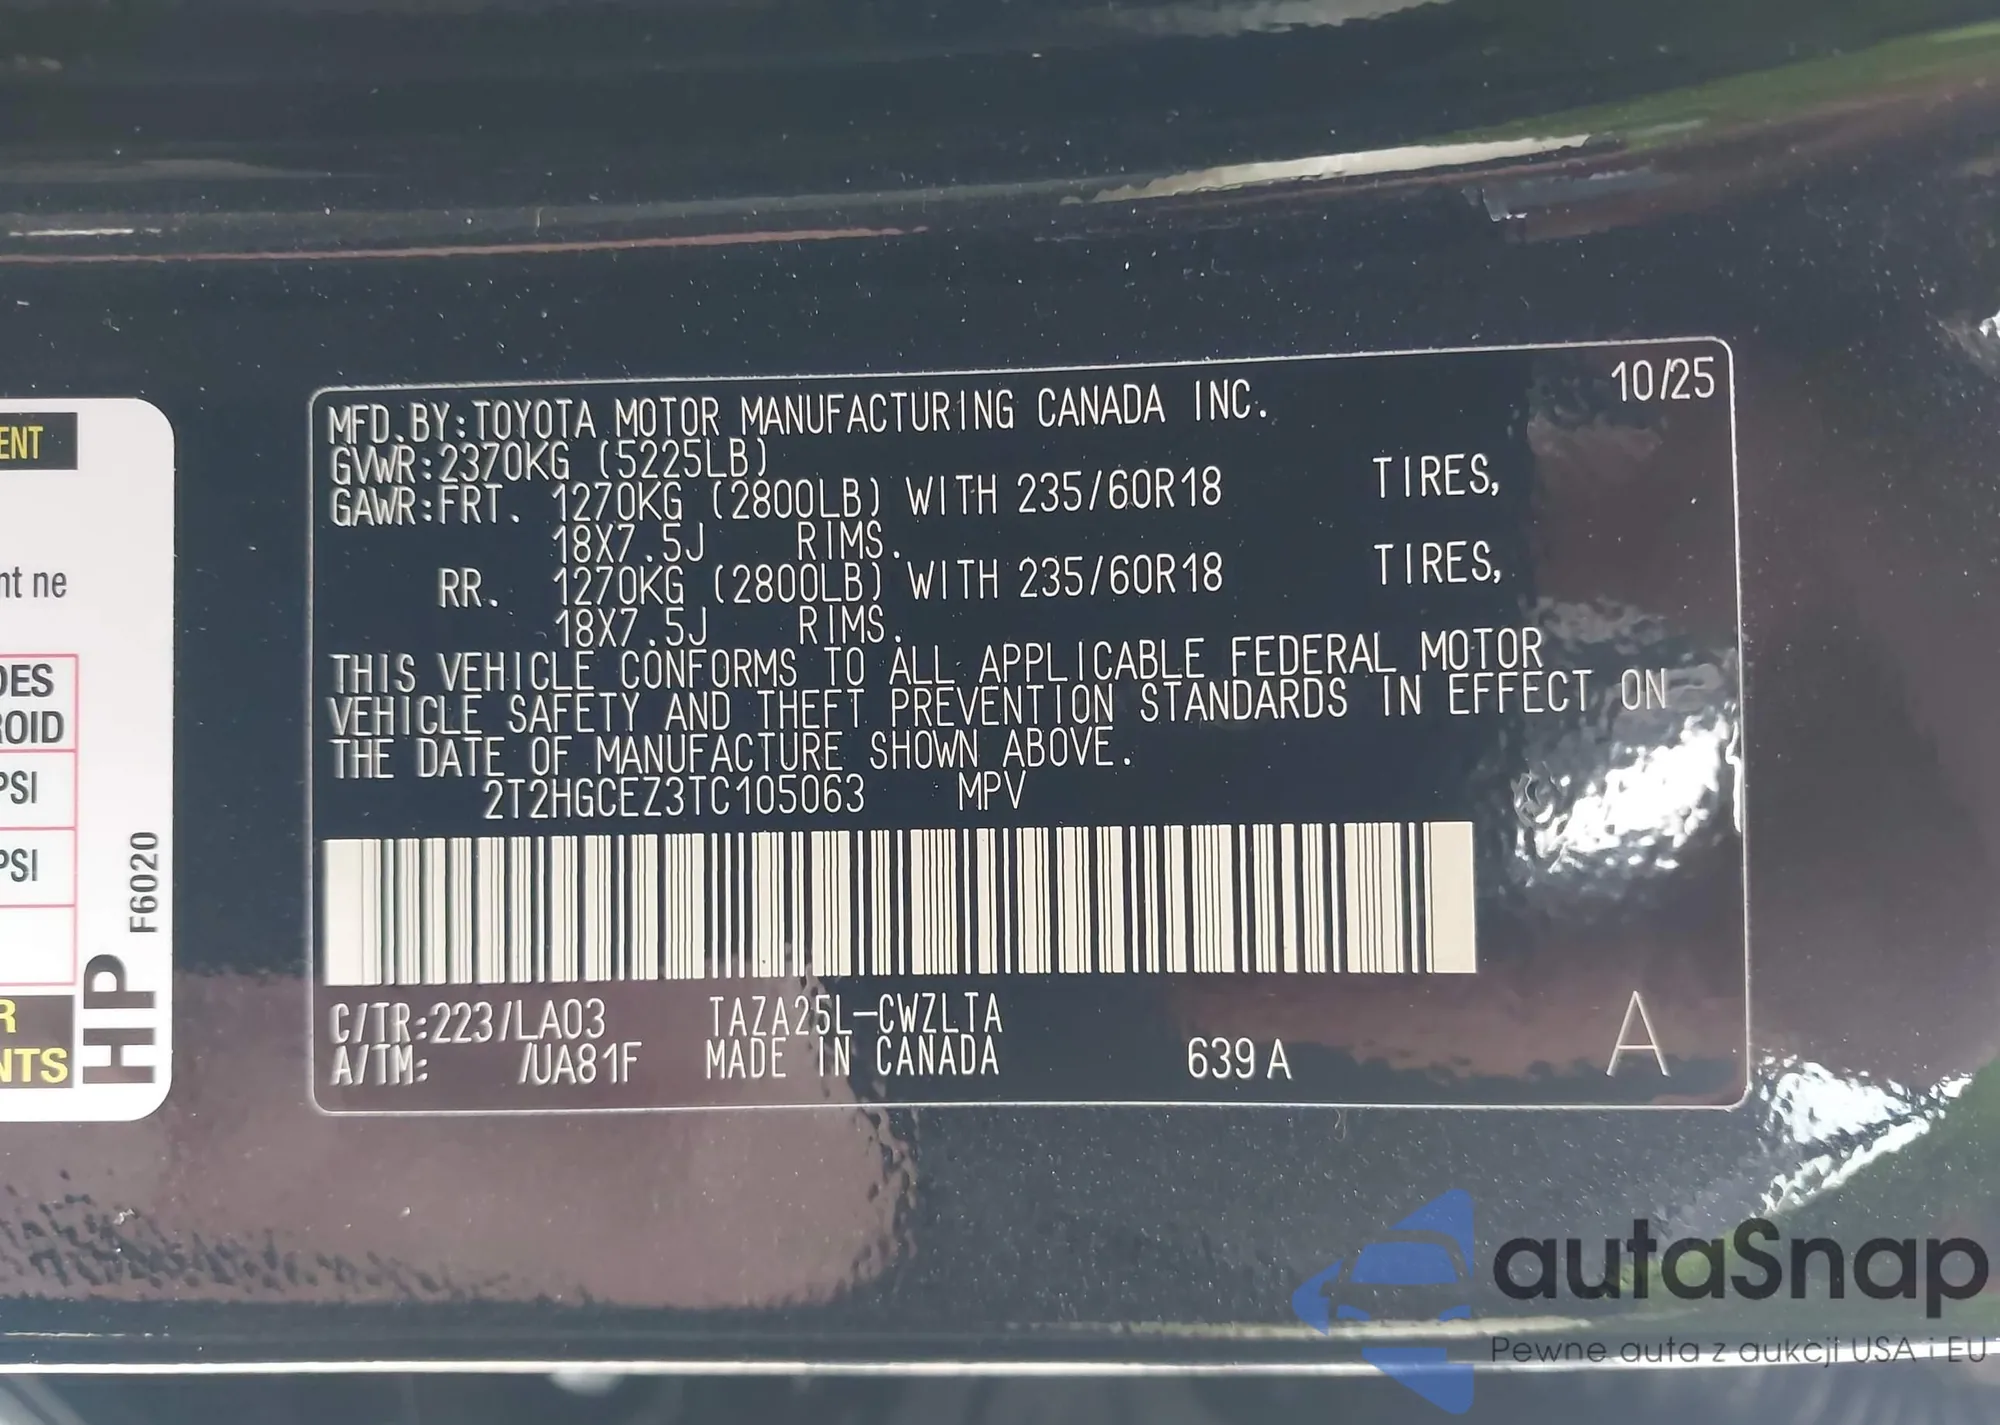 ENT
nt ne
DES
ROID
PSI
PSI
R
NTS
HP
F6020
10/25
MFD.BY:TOYOTA MOTOR MANUFACTURING CANADA INC.
GVWR:2370KG (5225LB)
GAWR:FRT. 1270KG (2800LB) WITH 235/60R18 TIRES,
18X7.5J RIMS.
RR. 1270KG (2800LB) WITH 235/60R18 TIRES,
18X7.5J RIMS.
THIS VEHICLE CONFORMS TO ALL APPLICABLE FEDERAL MOTOR
VEHICLE SAFETY AND THEFT PREVENTION STANDARDS IN EFFECT ON
THE DATE OF MANUFACTURE SHOWN ABOVE.
2T2HGCEZ3TC105063 MPV
C/TR:223/LA03 TAZA25L-CWZLTA
A/TM: /UA81F MADE IN CANADA 639A A
autaSnap
Pewne auta z aukcji USA i EU